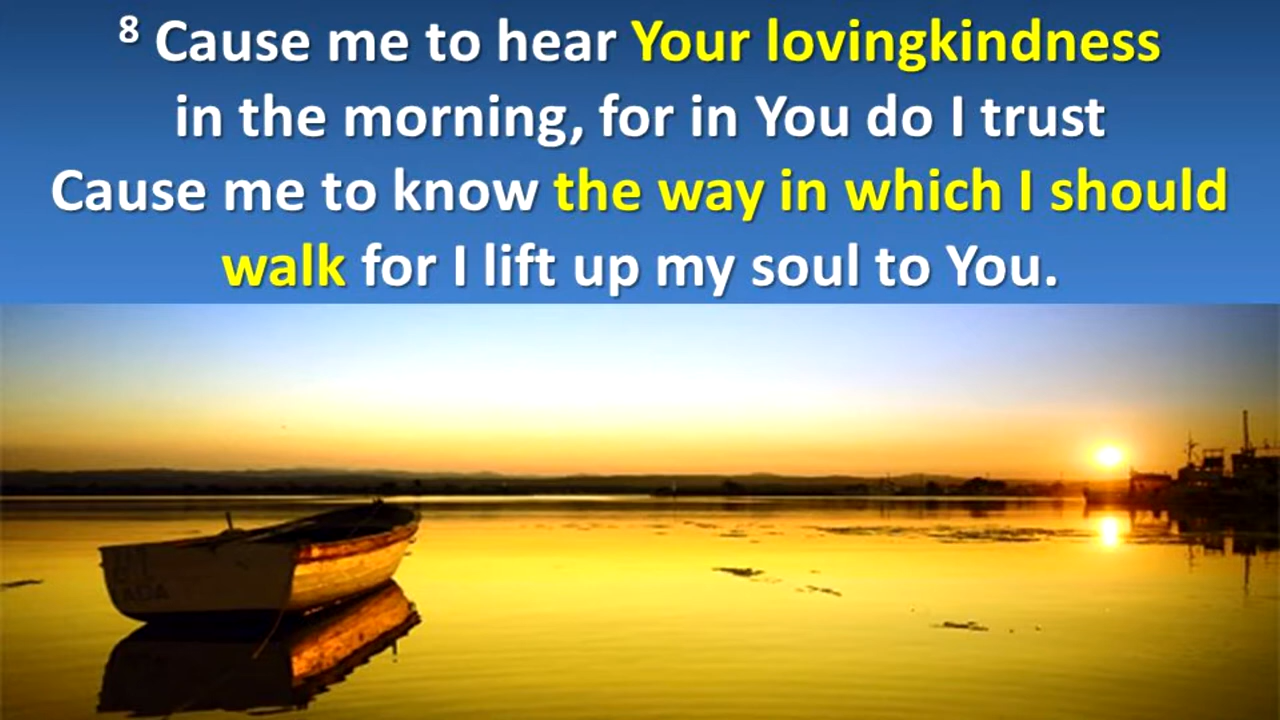 8 Cause me to hear Your lovingkindness
in the morning, for in You do I trust
Cause me to know the way in which I should
walk for I lift up my soul to You.